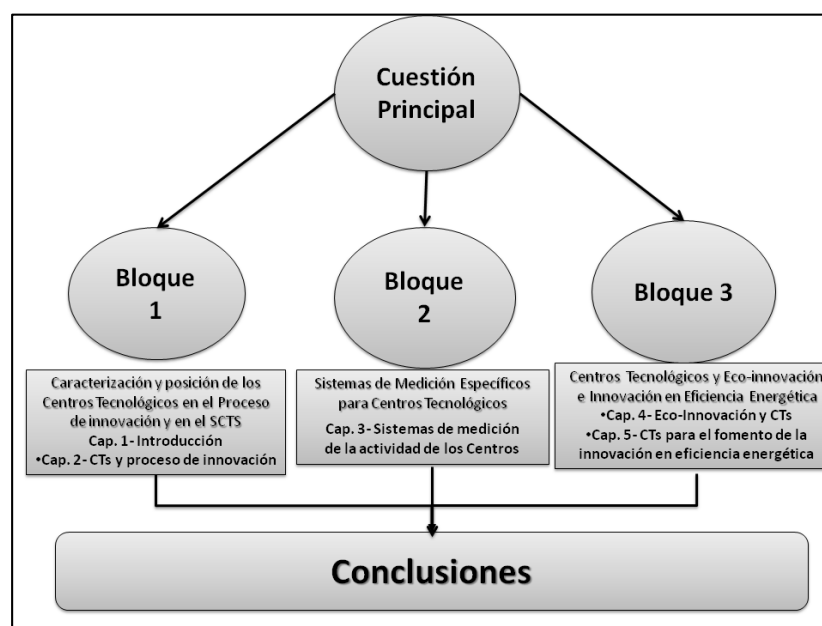 Cuestión
Principal
Bloque
1
Bloque
2
Bloque 3
Caracterización y posición de los
Centros Tecnológicos en el Proceso
de innovación y en el SCTS
Cap. 1- Introducción
•Cap. 2- CTs y proceso de innovación
Sistemas de Medición Específicos
para Centros Tecnológicos
Cap. 3- Sistemas de medición
de la actividad de los Centros
Centros Tecnológicos y Eco-innovación
e Innovación en Eficiencia Energética
•Cap. 4- Eco-Innovación y CTs
•Cap. 5- CTs para el fomento de la
innovación en eficiencia energética
Conclusiones